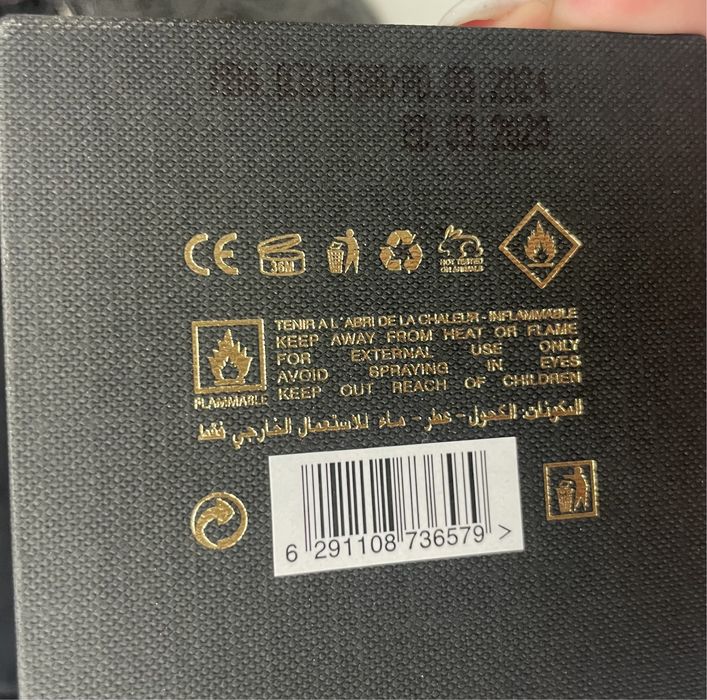 CE
36M
NOT TESTED
ON ANIMALS
TENIR A L'ABRI DE LA CHALEUR - INFLAMMABLE
KEEP AWAY FROM HEAT OR FLAME
FOR EXTERNAL USE ONLY
AVOID SPRAYING IN EYES
KEEP OUT REACH OF CHILDREN
FLAMMABLE
المكونات الكحول - عطر - ماء للاستعمال الخارجي فقط
6 291108 736579 >